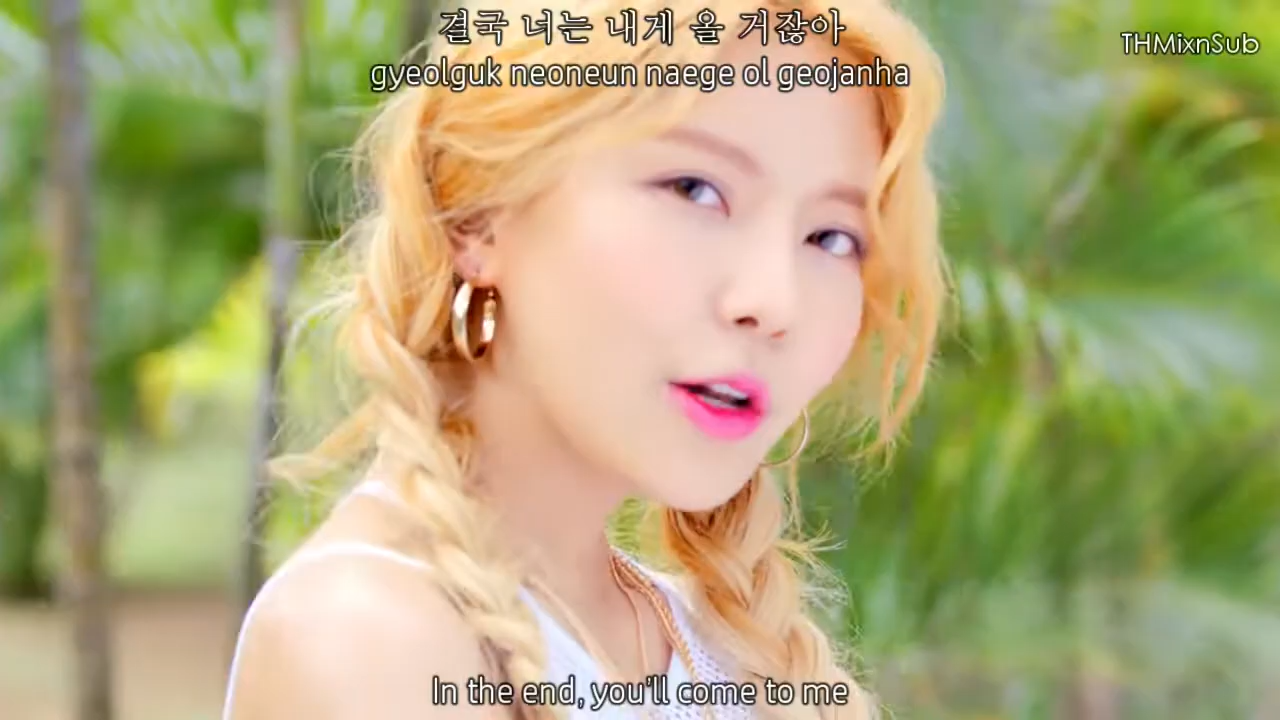 결국 너는 내게 올 거잖아
THMixnSub
gyeolguk neoneun naege ol geojanha
In the end, you'll come to me